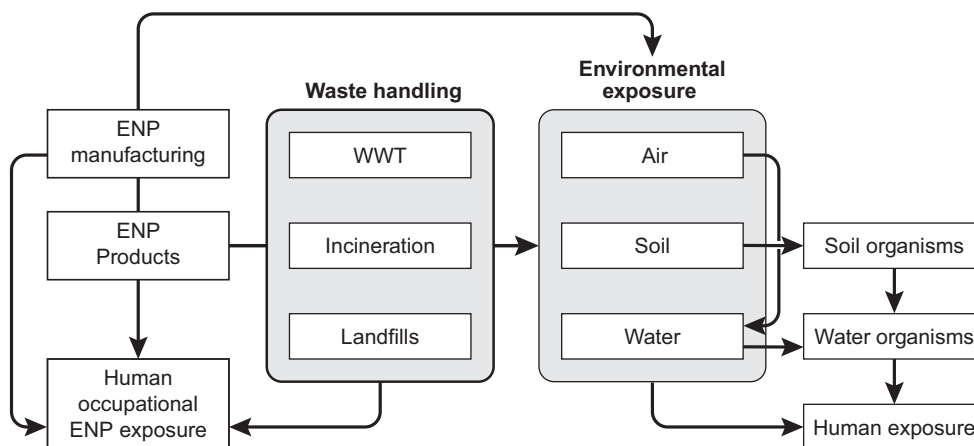 Environmental
exposure
Waste handling
ENP
manufacturing
WWT
Air
ENP
Products
Incineration
Soil
Soil organisms
Landfills
Water
Water organisms
Human
occupational
ENP exposure
Human exposure